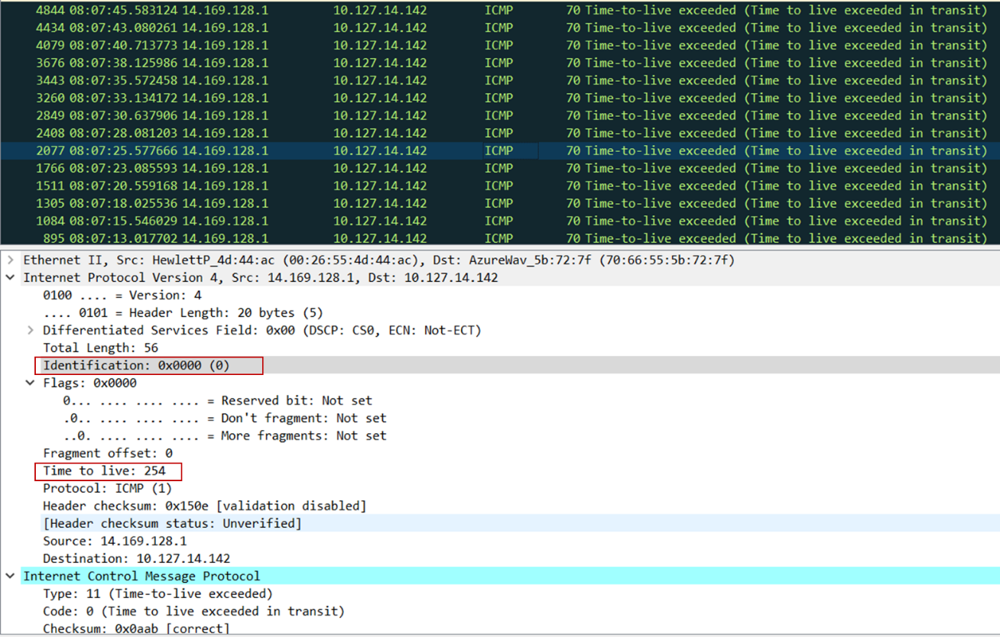 4844 08:07:45.583124 14.169.128.1 10.127.14.142 ICMP 70 Time-to-live exceeded (Time to live exceeded in transit)
4434 08:07:43.080261 14.169.128.1 10.127.14.142 ICMP 70 Time-to-live exceeded (Time to live exceeded in transit)
4079 08:07:40.713773 14.169.128.1 10.127.14.142 ICMP 70 Time-to-live exceeded (Time to live exceeded in transit)
3676 08:07:38.125986 14.169.128.1 10.127.14.142 ICMP 70 Time-to-live exceeded (Time to live exceeded in transit)
3443 08:07:35.572458 14.169.128.1 10.127.14.142 ICMP 70 Time-to-live exceeded (Time to live exceeded in transit)
3260 08:07:33.134172 14.169.128.1 10.127.14.142 ICMP 70 Time-to-live exceeded (Time to live exceeded in transit)
2849 08:07:30.637906 14.169.128.1 10.127.14.142 ICMP 70 Time-to-live exceeded (Time to live exceeded in transit)
2408 08:07:28.081203 14.169.128.1 10.127.14.142 ICMP 70 Time-to-live exceeded (Time to live exceeded in transit)
2077 08:07:25.577666 14.169.128.1 10.127.14.142 ICMP 70 Time-to-live exceeded (Time to live exceeded in transit)
1766 08:07:23.085593 14.169.128.1 10.127.14.142 ICMP 70 Time-to-live exceeded (Time to live exceeded in transit)
1511 08:07:20.559168 14.169.128.1 10.127.14.142 ICMP 70 Time-to-live exceeded (Time to live exceeded in transit)
1305 08:07:18.025536 14.169.128.1 10.127.14.142 ICMP 70 Time-to-live exceeded (Time to live exceeded in transit)
1084 08:07:15.546029 14.169.128.1 10.127.14.142 ICMP 70 Time-to-live exceeded (Time to live exceeded in transit)
895 08:07:13.017702 14.169.128.1 10.127.14.142 ICMP 70 Time-to-live exceeded (Time to live exceeded in transit)
Ethernet II, Src: HewlettP_4d:44:ac (00:26:55:4d:44:ac), Dst: AzureWav_5b:72:7f (70:66:55:5b:72:7f)
Internet Protocol Version 4, Src: 14.169.128.1, Dst: 10.127.14.142
0100 .... = Version: 4
.... 0101 = Header Length: 20 bytes (5)
Differentiated Services Field: 0x00 (DSCP: CS0, ECN: Not-ECT)
Total Length: 56
Identification: 0x0000 (0)
Flags: 0x0000
0... .... .... .... = Reserved bit: Not set
.0.. .... .... .... = Don't fragment: Not set
..0. .... .... .... = More fragments: Not set
Fragment offset: 0
Time to live: 254
Protocol: ICMP (1)
Header checksum: 0x150e [validation disabled]
[Header checksum status: Unverified]
Source: 14.169.128.1
Destination: 10.127.14.142
Internet Control Message Protocol
Type: 11 (Time-to-live exceeded)
Code: 0 (Time to live exceeded in transit)
Checksum: 0x0aab [correct]